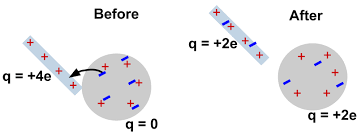 Before
After
q = +4e
q = 0
q = +2e
q = +2e